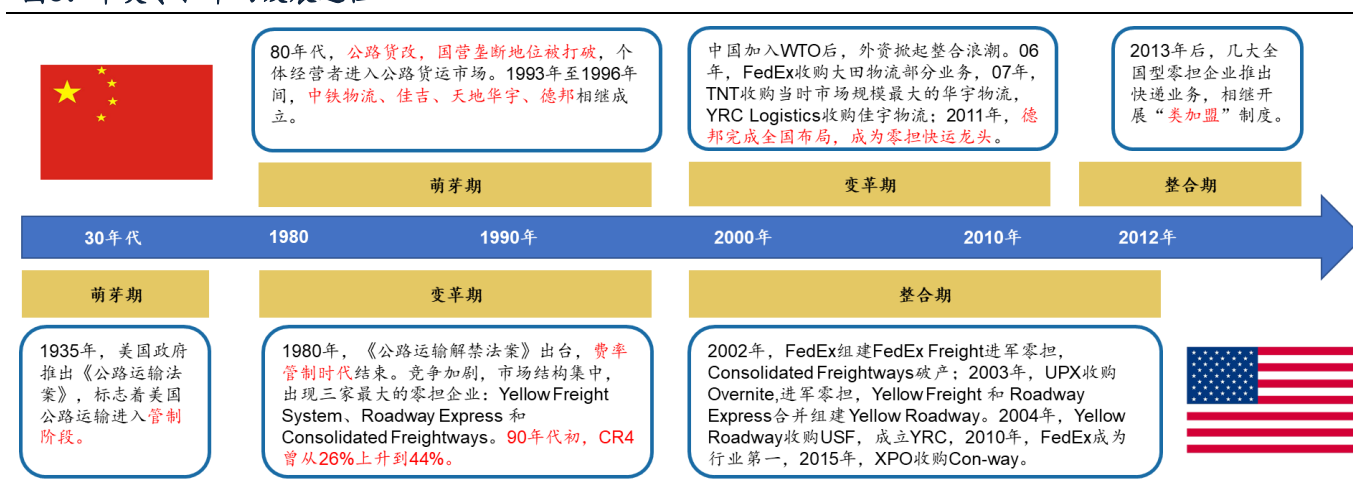 80年代，公路货改，国营垄断地位被打破，个
体经营者进入公路货运市场。1993年至1996年
间，中铁物流、佳吉、天地华宇、德邦相继成
立。
中国加入WTO后，外资掀起整合浪潮。06
年，FedEx收购大田物流部分业务，07年，
TNT收购当时市场规模最大的华宇物流，
YRC Logistics收购佳宇物流；2011年，德
邦完成全国布局，成为零担快运龙头。
2013年后，几大全
国型零担企业推出
快递业务，相继开
展“类加盟”制度。
萌芽期
变革期
整合期
30年代
1980
1990年
2000年
2010年
2012年
萌芽期
变革期
整合期
1935年，美国政府
推出《公路运输法
案》，标志着美国
公路运输进入管制
阶段。
1980年，《公路运输解禁法案》出台，费率
管制时代结束。竞争加剧，市场结构集中，
出现三家最大的零担企业：Yellow Freight
System、Roadway Express 和
Consolidated Freightways。90年代初，CR4
曾从26%上升到44%。
2002年，FedEx组建FedEx Freight进军零担，
Consolidated Freightways破产；2003年，UPX收购
Overnite,进军零担，Yellow Freight 和 Roadway
Express合并组建 Yellow Roadway。2004年，Yellow
Roadway收购USF，成立YRC，2010年，FedEx成为
行业第一，2015年，XPO收购Con-way。